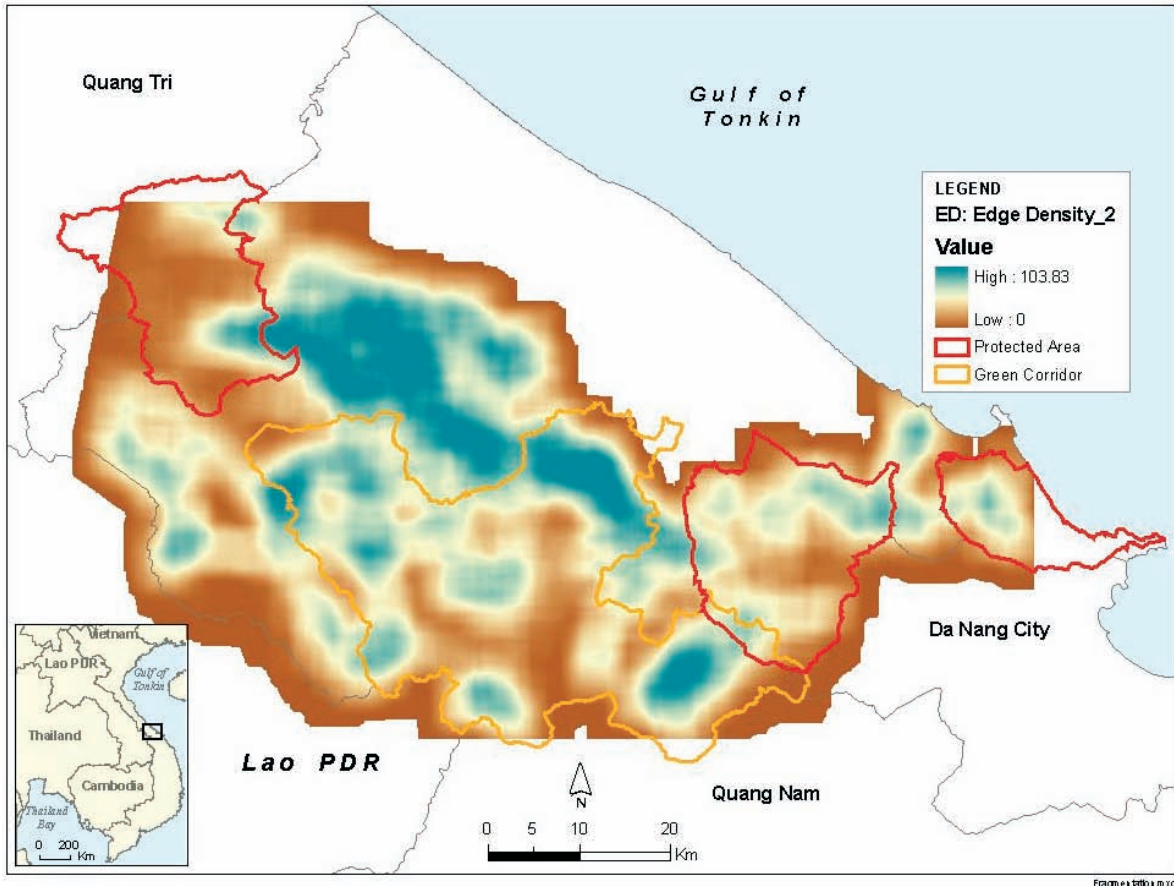 Quang Tri
Gulf of
Tonkin
LEGEND
ED: Edge Density_2
Value
High : 103.83
Low : 0
Protected Area
Green Corridor
Da Nang City
Lao PDR
Quang Nam
N
0 5 10 20
Km
Vietnam
Lao PDR
Gulf of
Tonkin
Thailand
Cambodia
Thailand
Bay
0 200
Km